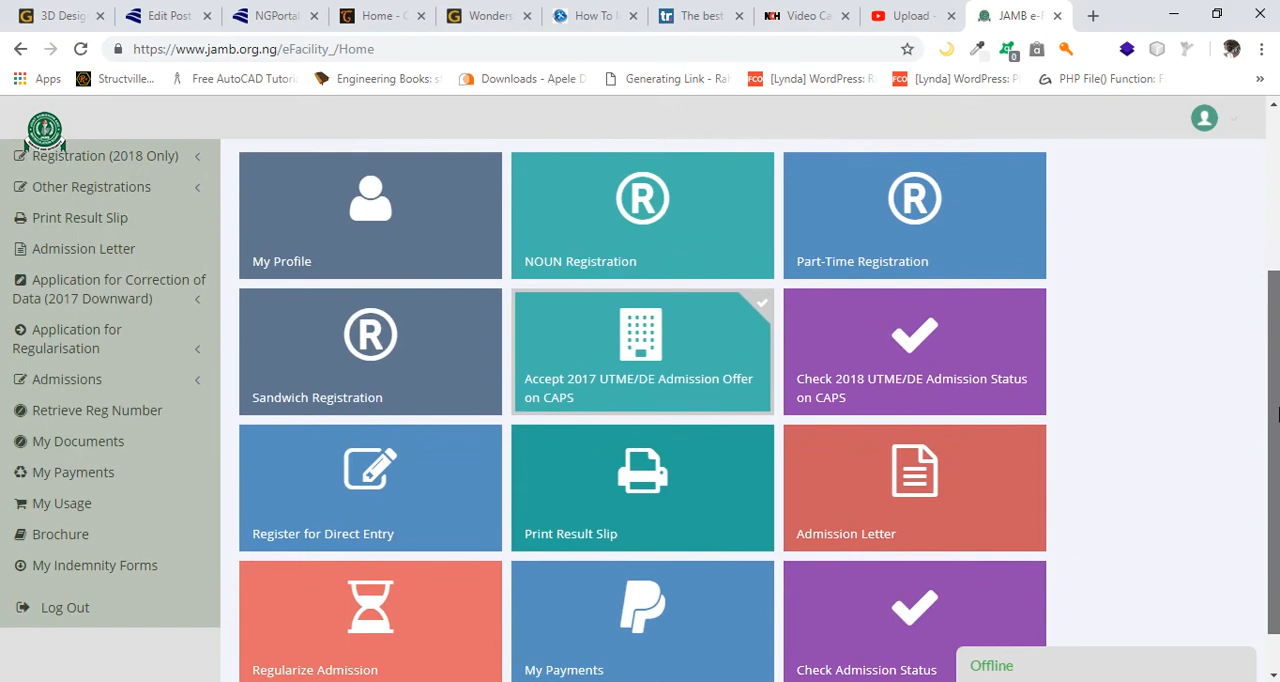 3D Desig
Edit Post
NGPortal
Home - G
Wonders
How To I
The best
Video Ca
Upload -
JAMB e-F
https://www.jamb.org.ng/eFacility_/Home
0
a
Apps
Structville...
Free AutoCAD Tutori
Engineering Books: st
Downloads - Apele D
Generating Link - Rah
FCO
[Lynda] WordPress: R
FCO
[Lynda] WordPress: P
PHP File() Function: F
Registration (2018 Only)
Other Registrations
Print Result Slip
Admission Letter
Application for Correction of
Data (2017 Downward)
Application for
Regularisation
Admissions
Retrieve Reg Number
My Documents
My Payments
My Usage
Brochure
My Indemnity Forms
Log Out
My Profile
R
NOUN Registration
R
Part-Time Registration
R
Sandwich Registration
Accept 2017 UTME/DE Admission Offer
on CAPS
Check 2018 UTME/DE Admission Status
on CAPS
Register for Direct Entry
Print Result Slip
Admission Letter
Regularize Admission
My Payments
Check Admission Status
Offline